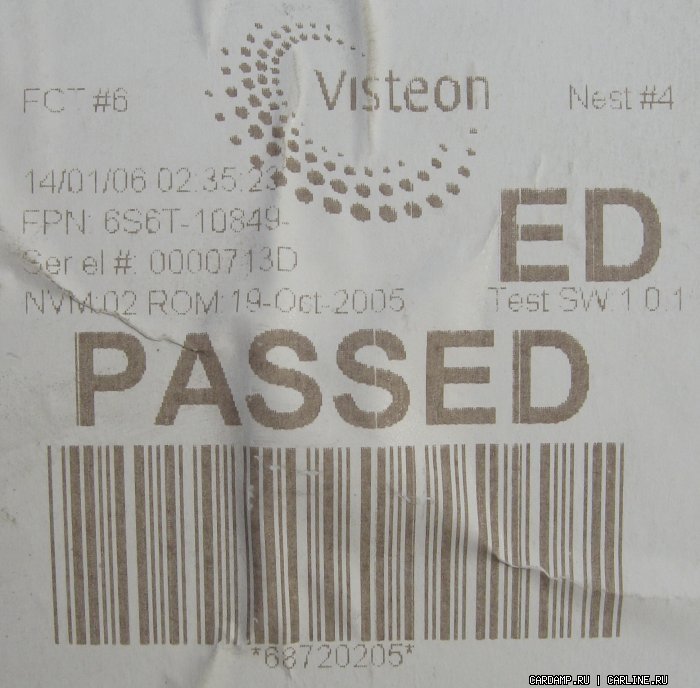 Visteon
FCT #6 Nest #4
14/01/06 02:35:23
FPN: 6S6T-10849-
ED
Serel #: 0000713D
NVM:02 ROM:19-Oct-2005 Test SW 1.0.1
PASSED
*68720205*
CARDAMP.RU | CARLINE.RU